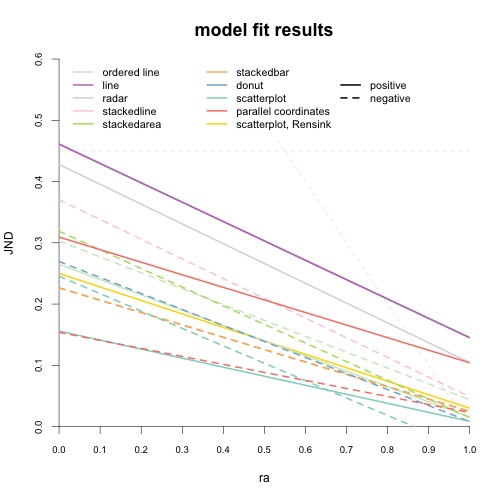 model fit results
0.6
0.5
0.4
0.3
0.2
0.1
0.0
JND
ordered line
line
radar
stackedline
stackedarea
stackedbar
donut
scatterplot
parallel coordinates
scatterplot, Rensink
positive
negative
0.0 0.1 0.2 0.3 0.4 0.5 0.6 0.7 0.8 0.9 1.0
ra